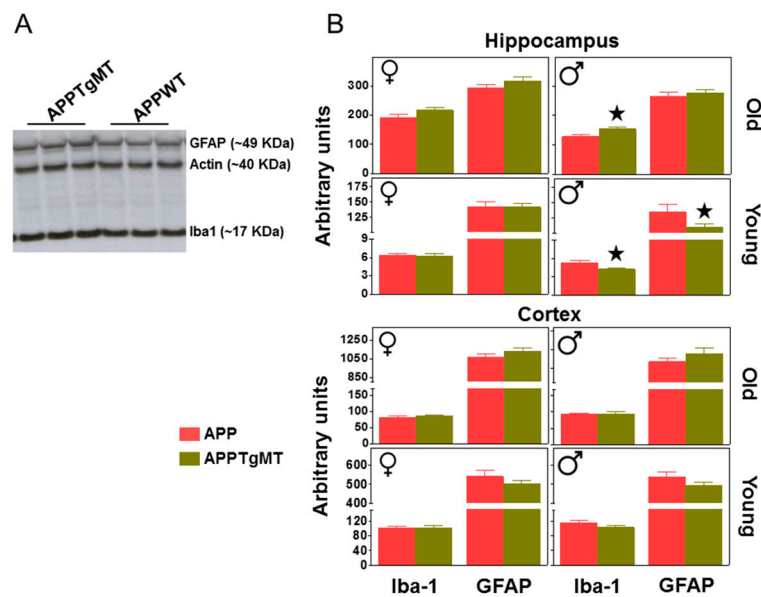 A
APPTgMT
APPWT
GFAP (~49 KDa)
Actin (~40 KDa)
Iba1 (~17 KDa)
APP
APPTgMT
B
Hippocampus
Arbitrary units
♀
♂
300
200
100
0
★
Old
♀
♂
175
150
125
9
6
3
0
★
★
Young
Cortex
Arbitrary units
♀
♂
1250
1050
850
150
100
50
0
Old
♀
♂
600
500
400
120
80
40
0
Young
Iba-1
GFAP
Iba-1
GFAP